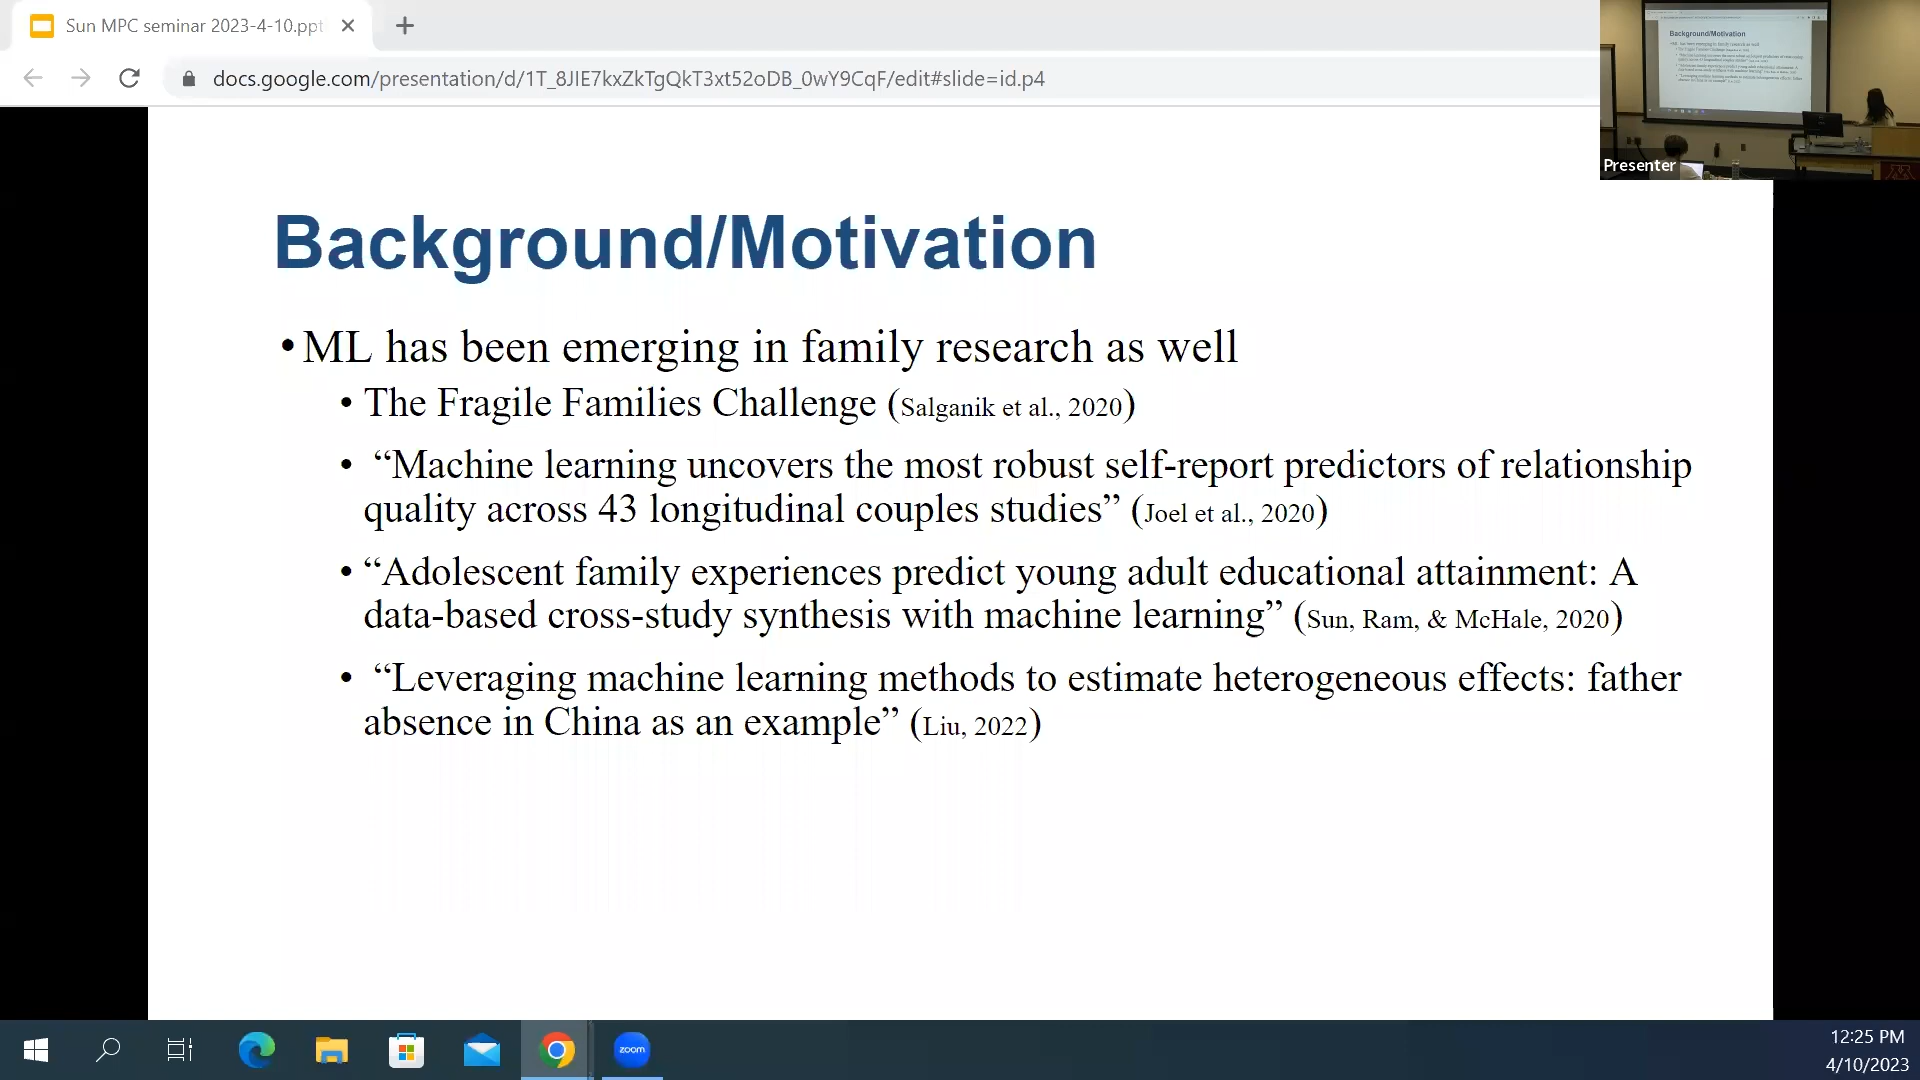 Sun MPC seminar 2023-4-10.ppt
docs.google.com/presentation/d/1T_8JlE7kxZkTgQkT3xt52oDB_0wY9CqF/edit#slide=id.p4
Background/Motivation
Presenter
Background/Motivation
•ML has been emerging in family research as well
• The Fragile Families Challenge (Salganik et al., 2020)
• “Machine learning uncovers the most robust self-report predictors of relationship
quality across 43 longitudinal couples studies” (Joel et al., 2020)
• “Adolescent family experiences predict young adult educational attainment: A
data-based cross-study synthesis with machine learning” (Sun, Ram, & McHale, 2020)
• “Leveraging machine learning methods to estimate heterogeneous effects: father
absence in China as an example” (Liu, 2022)
zoom
12:25 PM
4/10/2023